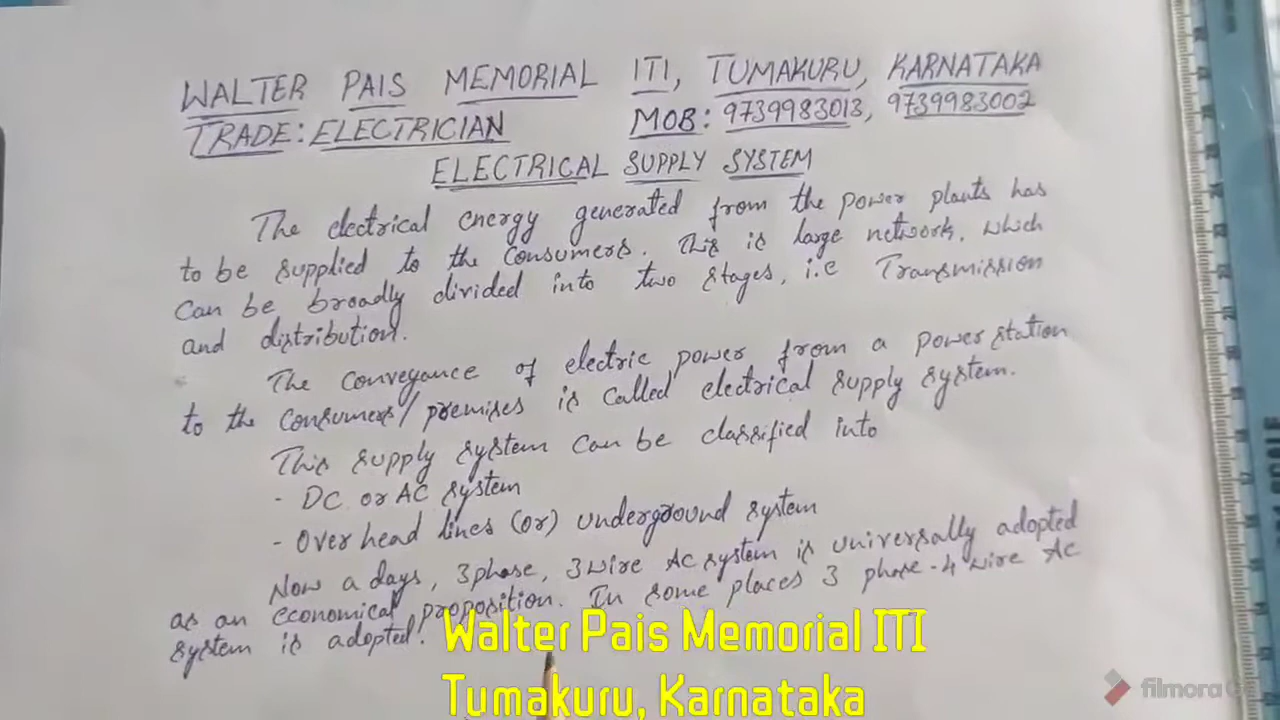 WALTER PAIS MEMORIAL ITI, TUMAKURU, KARNATAKA
TRADE: ELECTRICIAN MOB: 9739983013, 9739983002
ELECTRICAL SUPPLY SYSTEM
The electrical energy generated from the power plants has
to be supplied to the consumers. This is large network, which
can be broadly divided into two stages, i.e Transmission
and distribution.
The conveyance of electric power from a power station
to the consumers/premises is called electrical supply system.
This supply system can be classified into
- DC or AC system
- Over head lines (or) underground system
Now a days, 3 phase, 3 wire AC system is universally adopted
as an economical proposition. In some places 3 phase - 4 wire AC
system is adopted.
Walter Pais Memorial ITI
Tumakuru, Karnataka
filmora